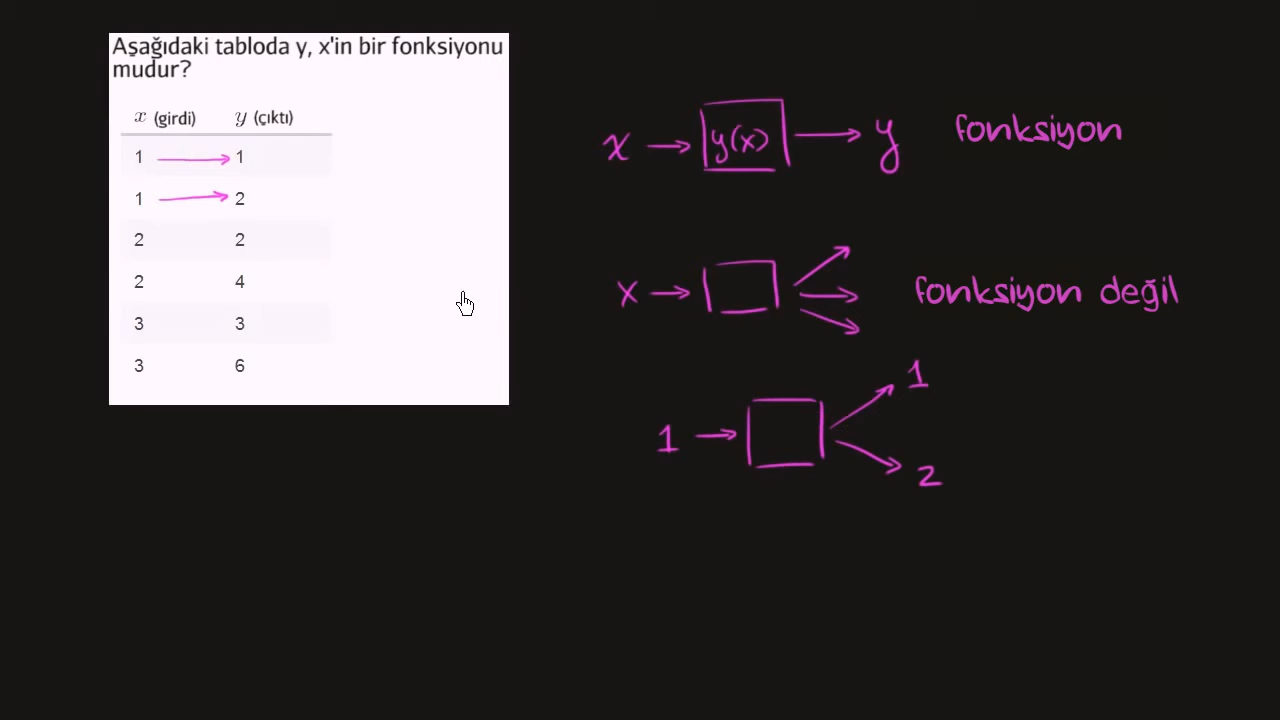 Aşağıdaki tabloda y, x'in bir fonksiyonu
mudur?
x (girdi) y (çıktı)
1 1
1 2
2 2
2 4
3 3
3 6
x y(x) y fonksiyon
x fonksiyon değil
1
1
2